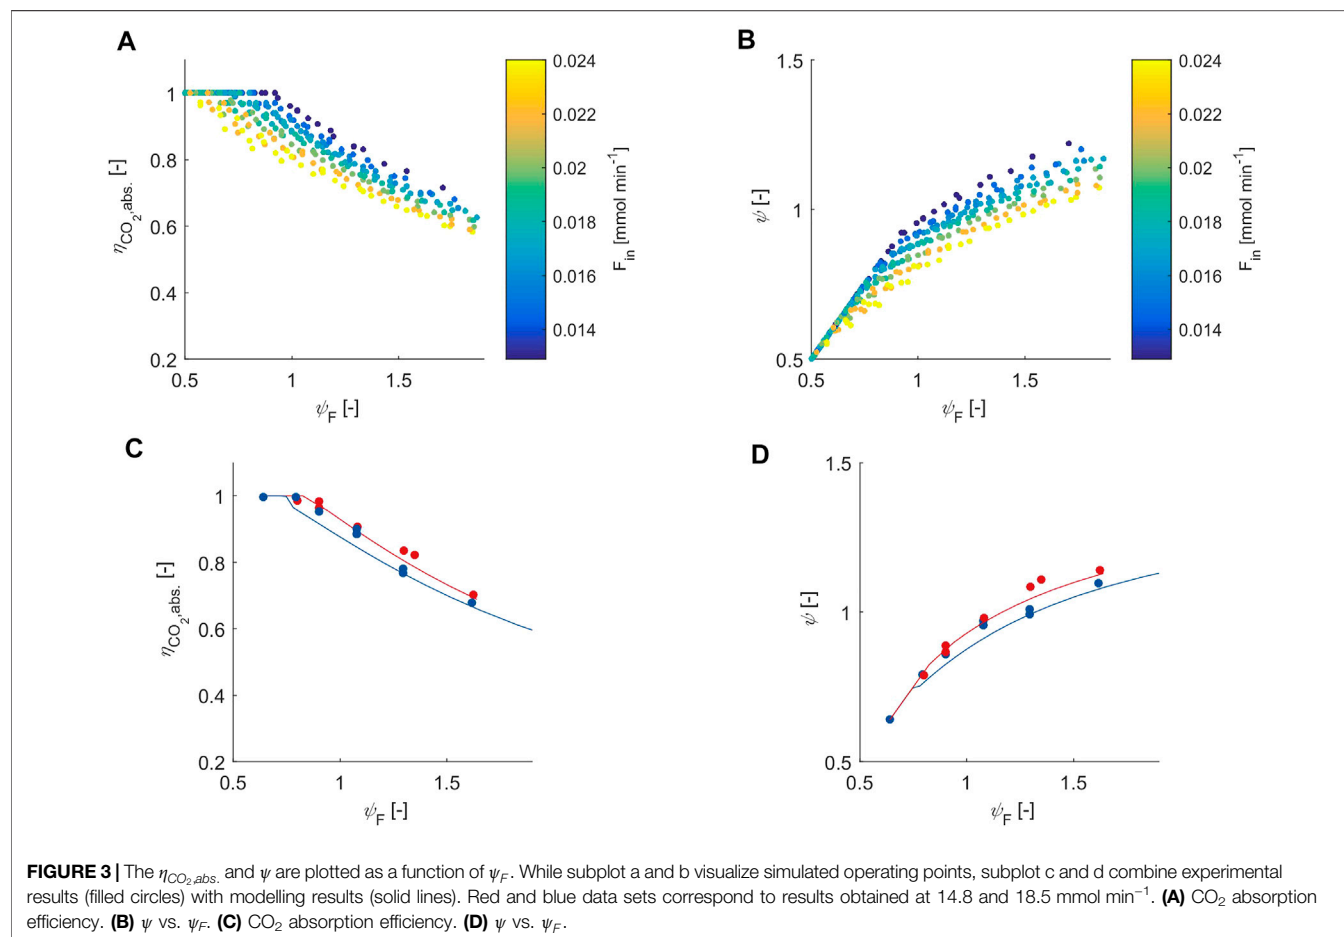 A
η_CO2,abs. [-]
1
0.8
0.6
0.4
0.2
0.5
1
1.5
ψ_F [-]
0.024
0.022
0.02
0.018
0.016
0.014
F_in [mmol min⁻¹]
B
ψ [-]
1.5
1
0.5
0.5
1
1.5
ψ_F [-]
0.024
0.022
0.02
0.018
0.016
0.014
F_in [mmol min⁻¹]
C
η_CO2,abs. [-]
1
0.8
0.6
0.4
0.2
0.5
1
1.5
ψ_F [-]
D
ψ [-]
1.5
1
0.5
0.5
1
1.5
ψ_F [-]
FIGURE 3 | The η_CO2,abs. and ψ are plotted as a function of ψ_F. While subplot a and b visualize simulated operating points, subplot c and d combine experimental
results (filled circles) with modelling results (solid lines). Red and blue data sets correspond to results obtained at 14.8 and 18.5 mmol min⁻¹. (A) CO₂ absorption
efficiency. (B) ψ vs. ψ_F. (C) CO₂ absorption efficiency. (D) ψ vs. ψ_F.